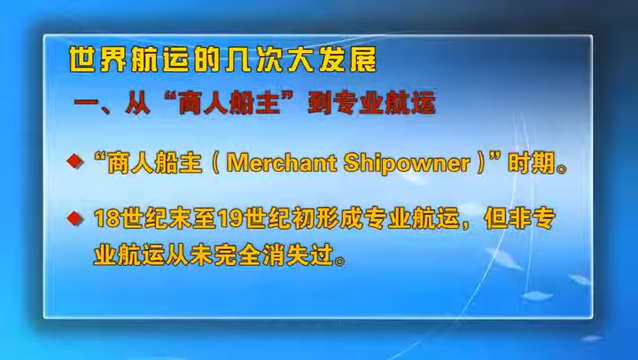 世界航运的几次大发展
一、从“商人船主”到专业航运
“商人船主（Merchant Shipowner）”时期。
18世纪末至19世纪初形成专业航运，但非专
业航运从未完全消失过。